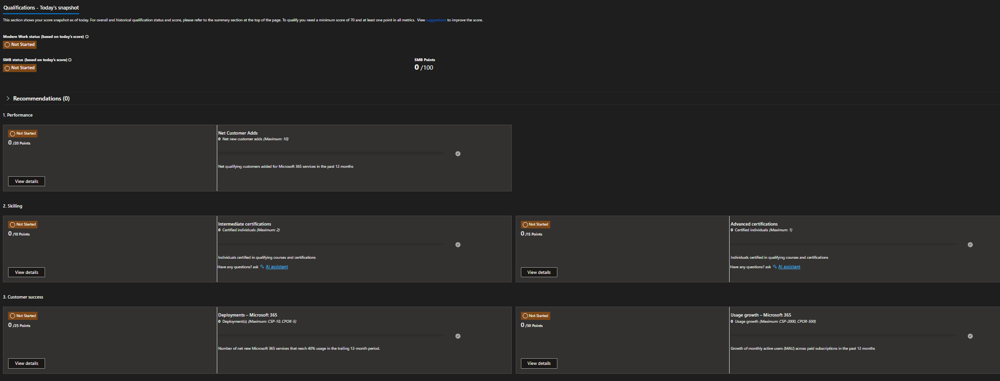 Qualifications - Today's snapshot
This section shows your score snapshot as of today. For overall and historical qualification status and score, please refer to the summary section at the top of the page. To qualify you need a minimum score of 70 and at least one point in all metrics. View suggestions to improve the score.
Modern Work status (based on today's score)
Not Started
SMB status (based on today's score)
Not Started
SMB Points
0 /100
Recommendations (0)
1. Performance
Not Started
0 /20 Points
View details
Net Customer Adds
0 Net new customer adds (Maximum: 10)
Net qualifying customers added for Microsoft 365 services in the past 12 months
2. Skilling
Not Started
0 /10 Points
View details
Intermediate certifications
0 Certified individuals (Maximum: 2)
Individuals certified in qualifying courses and certifications
Have any questions? ask AI assistant
Not Started
0 /15 Points
View details
Advanced certifications
0 Certified individuals (Maximum: 1)
Individuals certified in qualifying courses and certifications
Have any questions? ask AI assistant
3. Customer success
Not Started
0 /25 Points
View details
Deployments – Microsoft 365
0 Deployment(s) (Maximum: CSP-10, CPOR-5)
Number of net new Microsoft 365 services that reach 40% usage in the trailing 12-month period.
Not Started
0 /30 Points
View details
Usage growth – Microsoft 365
0 Usage growth (Maximum: CSP-2000, CPOR-500)
Growth of monthly active users (MAU) across paid subscriptions in the past 12 months